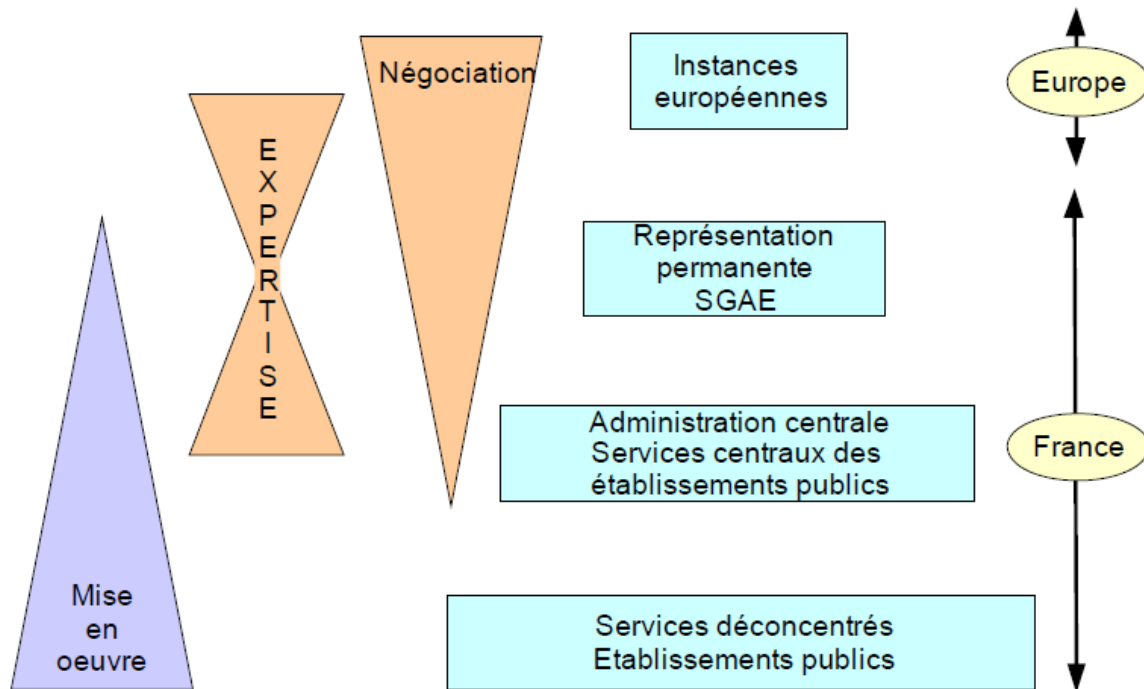 Négociation
Instances
européennes
Europe
EXPERTISE
Représentation
permanente
SGAE
Administration centrale
Services centraux des
établissements publics
France
Mise
en
oeuvre
Services déconcentrés
Etablissements publics